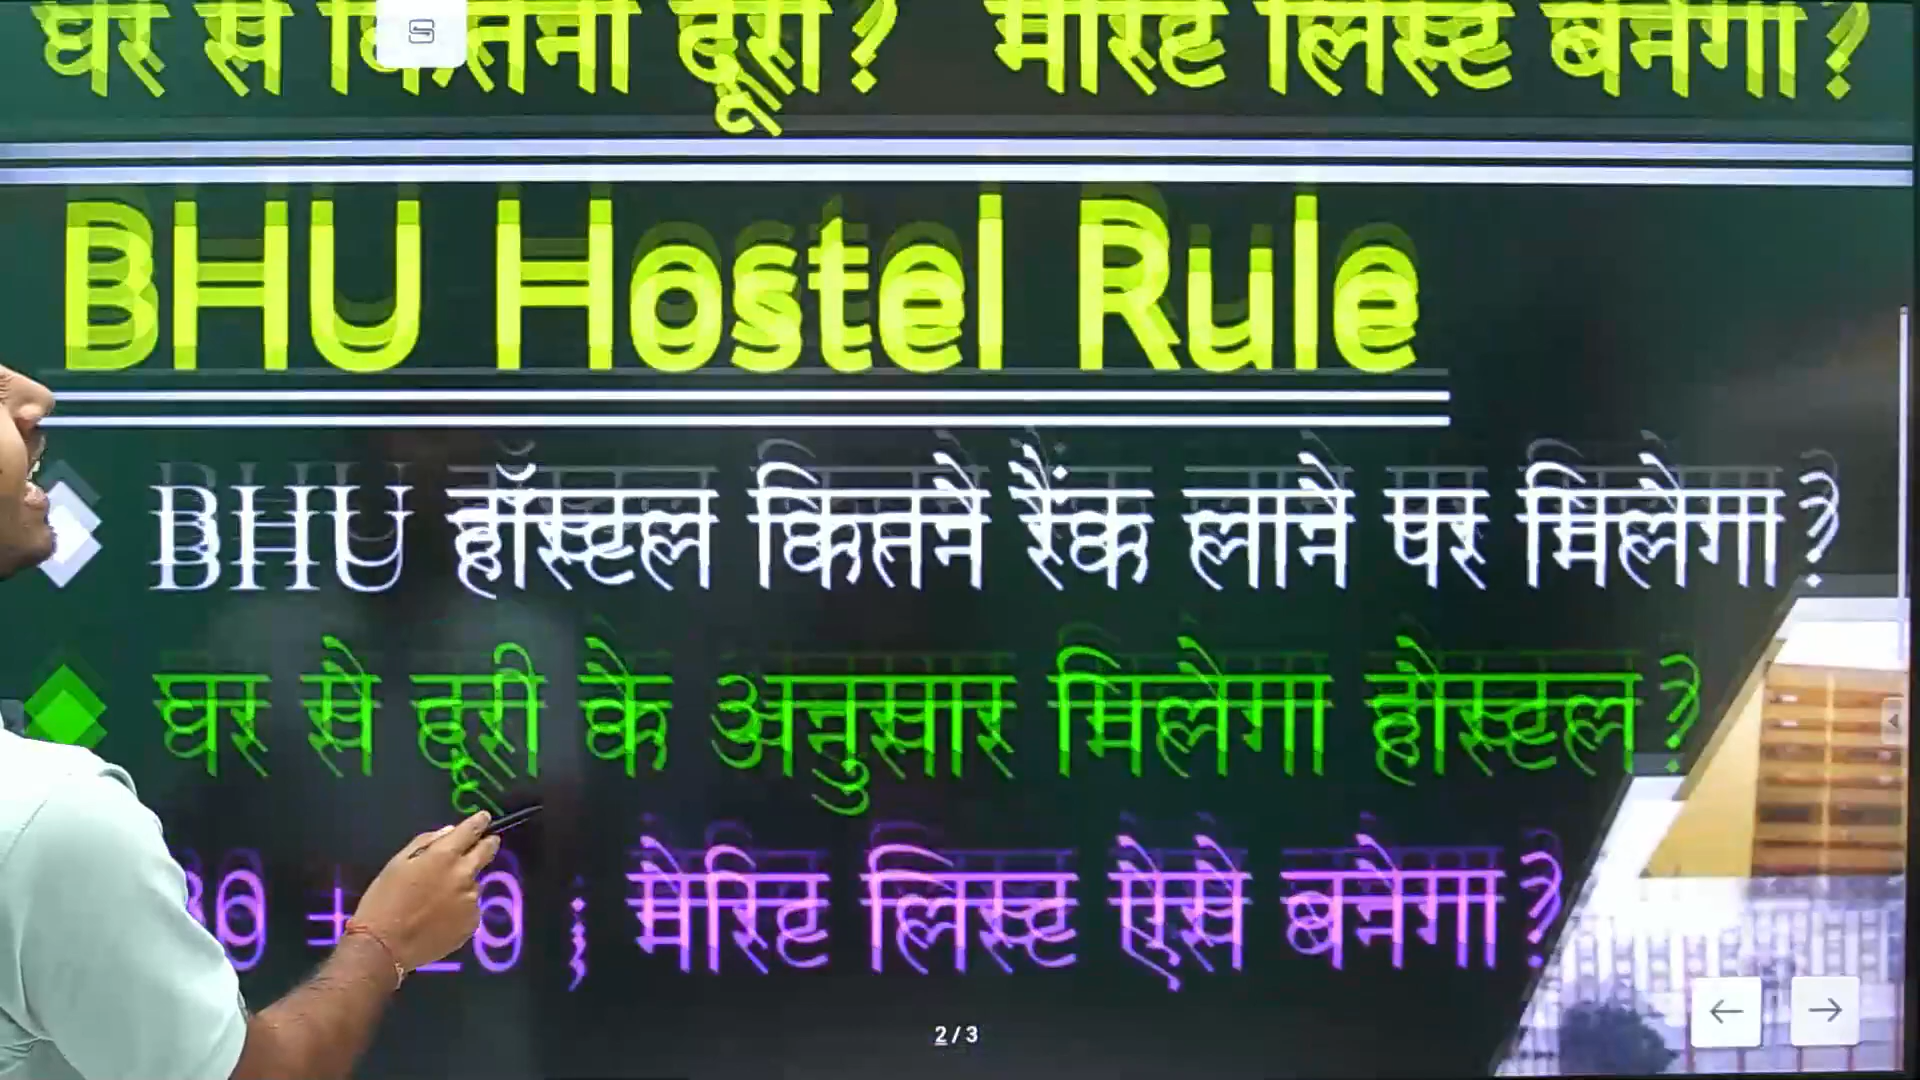 घर से कितनी दूरी? मेरिट लिस्ट बनेगी?
BHU Hostel Rule
BHU हॉस्टल कितने रैंक लाने पर मिलेगा?
घर से दूरी के अनुसार मिलेगा हौस्टल?
; मेरिट लिस्ट ऐसे बनेगा?
2/3